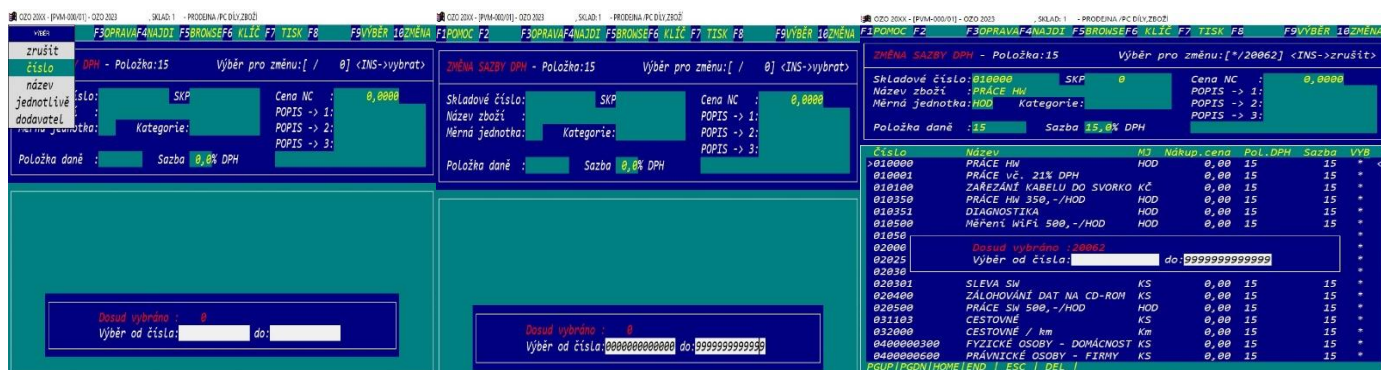 OZO 20XX - [PVM-000/01] - OZO 2023 , SKLAD: 1 - PRODEJNA /PC DÍLY,ZBOŽÍ
VÝBĚR F3OPRAVAF4NAJDI F5BROWSEF6 KLÍČ F7 TISK F8 F9VÝBĚR 10ZMĚNA
zrušit
číslo
název
jednotlivě
dodavatel
DPH - Položka:15 Výběr pro změnu:[ / 0] <INS->vybrat>
slo: SKP Cena NC : 0,0000
: POPIS -> 1:
Měrná jednotka: Kategorie: POPIS -> 2:
POPIS -> 3:
Položka daně : Sazba 0,0% DPH
Dosud vybráno : 0
Výběr od čísla: do:
OZO 20XX - [PVM-000/01] - OZO 2023 , SKLAD: 1 - PRODEJNA /PC DÍLY,ZBOŽÍ
F1POMOC F2 F3OPRAVAF4NAJDI F5BROWSEF6 KLÍČ F7 TISK F8 F9VÝBĚR 10ZMĚNA
ZMĚNA SAZBY DPH - Položka:15 Výběr pro změnu:[ / 0] <INS->vybrat>
Skladové číslo: SKP Cena NC : 0,0000
Název zboží : POPIS -> 1:
Měrná jednotka: Kategorie: POPIS -> 2:
POPIS -> 3:
Položka daně : Sazba 0,0% DPH
Dosud vybráno : 0
Výběr od čísla:0000000000000 do:9999999999999
OZO 20XX - [PVM-000/01] - OZO 2023 , SKLAD: 1 - PRODEJNA /PC DÍLY,ZBOŽÍ
F1POMOC F2 F3OPRAVAF4NAJDI F5BROWSEF6 KLÍČ F7 TISK F8 F9VÝBĚR 10ZMĚNA
ZMĚNA SAZBY DPH - Položka:15 Výběr pro změnu:[*/20062] <INS->zrušit>
Skladové číslo:010000 SKP 0 Cena NC : 0,0000
Název zboží :PRÁCE HW POPIS -> 1:
Měrná jednotka:HOD Kategorie: POPIS -> 2:
POPIS -> 3:
Položka daně :15 Sazba 15,0% DPH
Číslo Název MJ Nákup.cena Pol.DPH Sazba VYB
>010000 PRÁCE HW HOD 0,00 15 15 * <
010001 PRÁCE vč. 21% DPH 0,00 15 15 *
010100 ZAŘEZÁNÍ KABELU DO SVORKO KČ 0,00 15 15 *
010350 PRÁCE HW 350,-/HOD HOD 0,00 15 15 *
010351 DIAGNOSTIKA HOD 0,00 15 15 *
010500 Měření WiFi 500,-/HOD HOD 0,00 15 15 *
01050 *
02000 Dosud vybráno :20062 *
02025 Výběr od čísla: do:9999999999999 *
02030 *
020301 SLEVA SW KS 0,00 15 15 *
020400 ZÁLOHOVÁNÍ DAT NA CD-ROM KS 0,00 15 15 *
020500 PRÁCE SW 500,-/HOD HOD 0,00 15 15 *
031103 CESTOVNÉ KS 0,00 15 15 *
032000 CESTOVNÉ / km Km 0,00 15 15 *
0400000300 FYZICKÉ OSOBY - DOMÁCNOST KS 0,00 15 15 *
0400000600 PRÁVNICKÉ OSOBY - FIRMY KS 0,00 15 15 *
PGUP|PGDN|HOME|END | ESC | DEL |